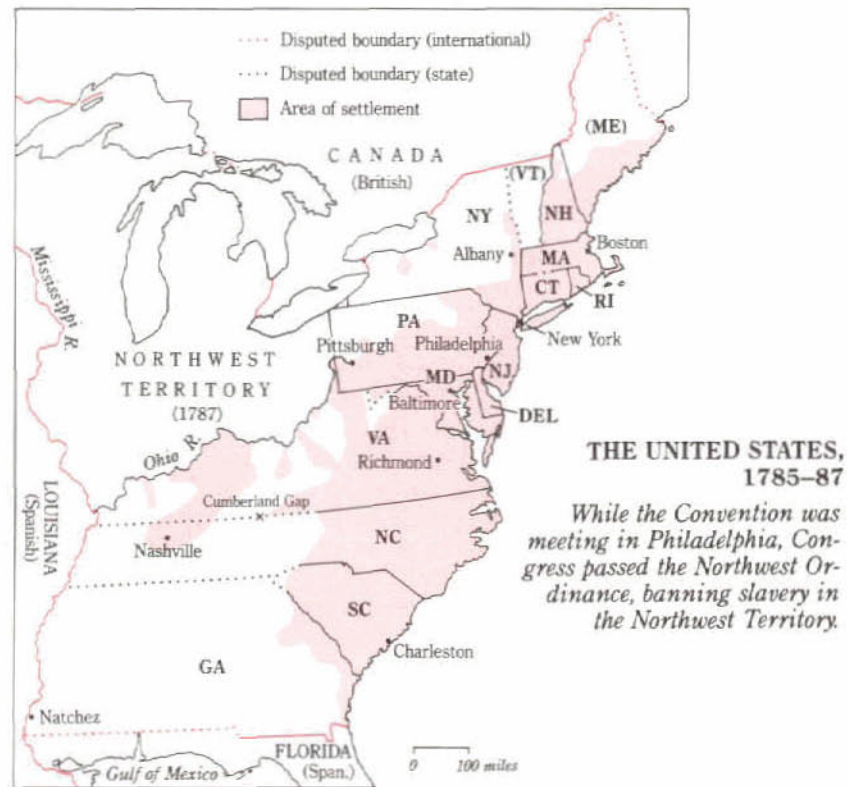 Disputed boundary (international)
Disputed boundary (state)
Area of settlement
CANADA
(British)
(ME)
(VT)
NY
NH
Albany
MA
Boston
CT
RI
New York
PA
Pittsburgh
Philadelphia
NJ
MD
Baltimore
DEL
Mississippi R.
NORTHWEST
TERRITORY
(1787)
Ohio R.
VA
Richmond
LOUISIANA
(Spanish)
Cumberland Gap
Nashville
NC
SC
Charleston
GA
Natchez
FLORIDA
(Span.)
Gulf of Mexico
0 100 miles
THE UNITED STATES,
1785–87
While the Convention was
meeting in Philadelphia, Con-
gress passed the Northwest Or-
dinance, banning slavery in
the Northwest Territory.